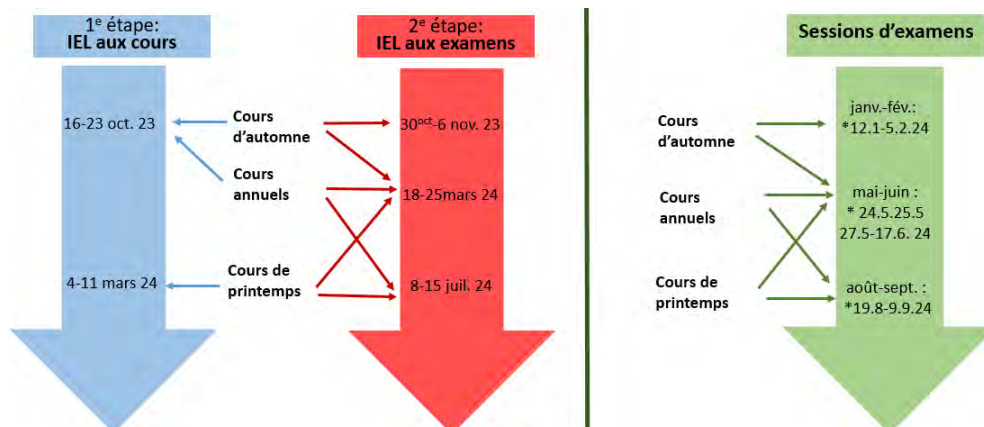 1e étape:
IEL aux cours
16-23 oct. 23
4-11 mars 24
Cours
d'automne
Cours
annuels
Cours de
printemps
2e étape:
IEL aux examens
30oct-6 nov. 23
18-25mars 24
8-15 juil. 24
Sessions d'examens
Cours
d'automne
Cours
annuels
Cours de
printemps
janv.-fév.:
*12.1-5.2.24
mai-juin :
* 24.5.25.5
27.5-17.6. 24
août-sept. :
*19.8-9.9.24